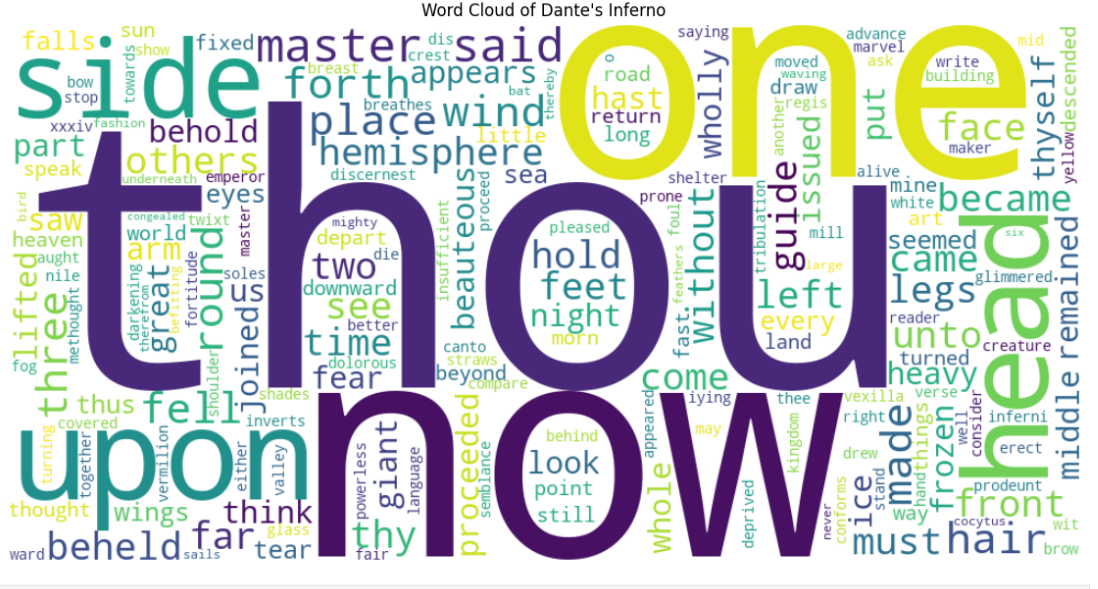 Word Cloud of Dante's Inferno
falls
sun
show
towards
fixed
master
said
dis
crest
one
saying
advance
marvel
mid
side
bow
stop
forth
breast
appears
bat
thereby
o
road
hast
return
long
wholly
moved
waving
draw
regis
ask
write
building
descended
xxxiv
fashion
behold
place
breathes
wind
little
another
issued
put
face
maker
thyself
yellow
part
speak
others
underneath
emperor
hemisphere
discernest
sea
proceed
shelter
prone
guide
alive
mine
white
art
became
bird
saw
heaven
aught
nile
methought
congealed
world
twixt
arm
eyes
master
thou
mighty
depart
die
two
downward
see
better
time
dolorous
fear
insufficient
beauteous
pleased
hold
feet
night
morn
foul
feathers
without
fast
tribulation
mill
large
left
every
land
seemed
came
legs
glimmered
six
head
remained
middle
lifted
three
fog
darkening
therefrom
great
befitting
fortitude
round
shoulder
soles
us
joined
canto
straws
beyond
compare
come
reader
unto
creature
turned
heavy
thus
covered
fell
shades
inverts
now
iying
thee
vexilla
verse
right
inferni
well
consider
erect
upon
turning
together
vermilion
either
valley
powerless
giant
language
proceeded
semblance
behind
look
point
still
appeared
whole
may
deprived
kingdom
drew
made
things
hand
frozen
prodeunt
front
thought
wings
think
glass
far
thy
fair
never
conforms
stand
ice
way
cocytus
wit
ward
beheld
sails
tear
must
hair
brow